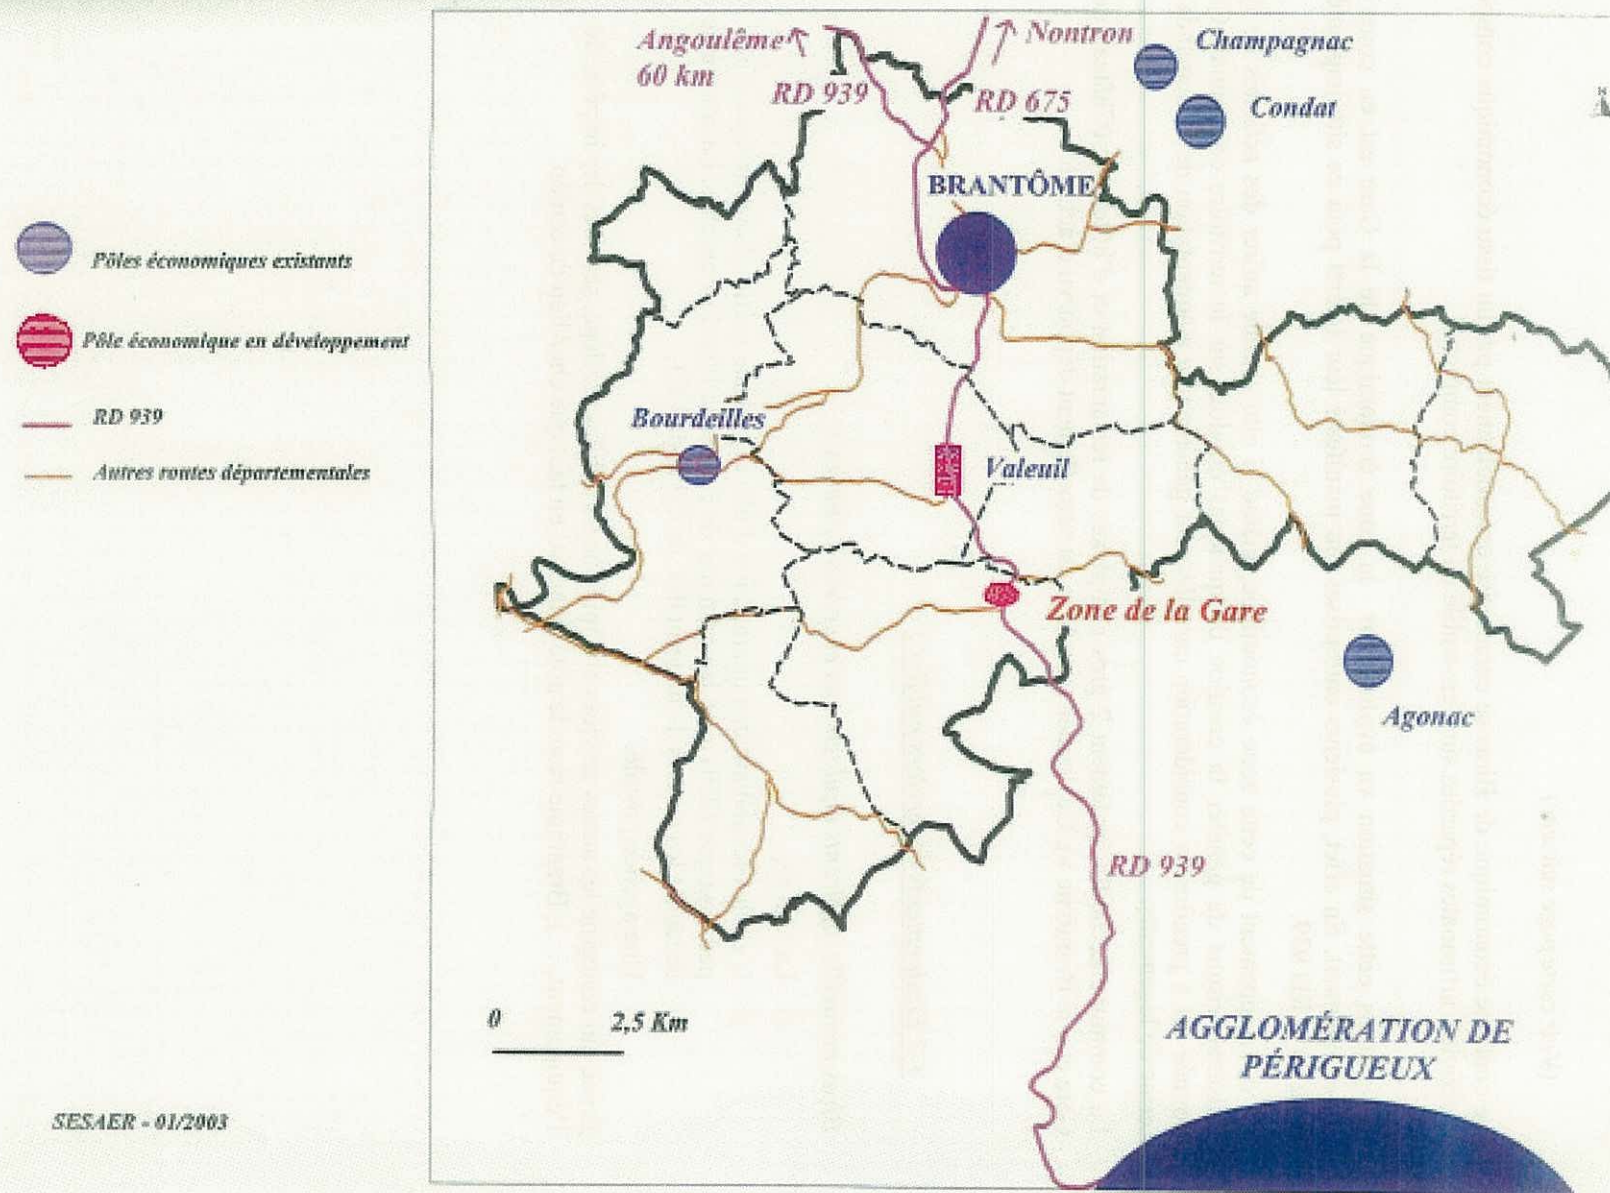 Angoulême
60 km
RD 939
Nontron
RD 675
Champagnac
Condat
N
BRANTÔME
Pôles économiques existants
Pôle économique en développement
RD 939
Autres routes départementales
Bourdeilles
Valeuil
Zone de la Gare
Agonac
RD 939
0 2,5 Km
AGGLOMÉRATION DE
PÉRIGUEUX
SESAER - 01/2003